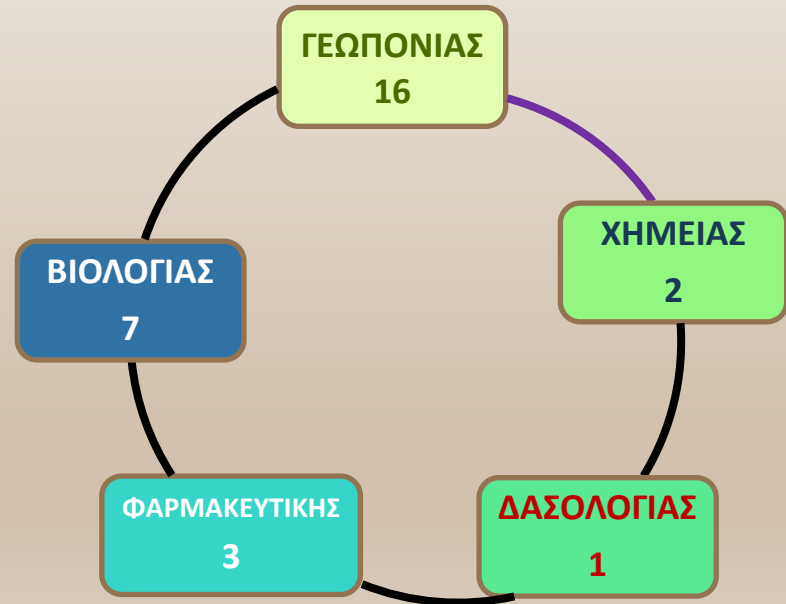 ΓΕΩΠΟΝΙΑΣ
16
ΧΗΜΕΙΑΣ
2
ΔΑΣΟΛΟΓΙΑΣ
1
ΦΑΡΜΑΚΕΥΤΙΚΗΣ
3
ΒΙΟΛΟΓΙΑΣ
7